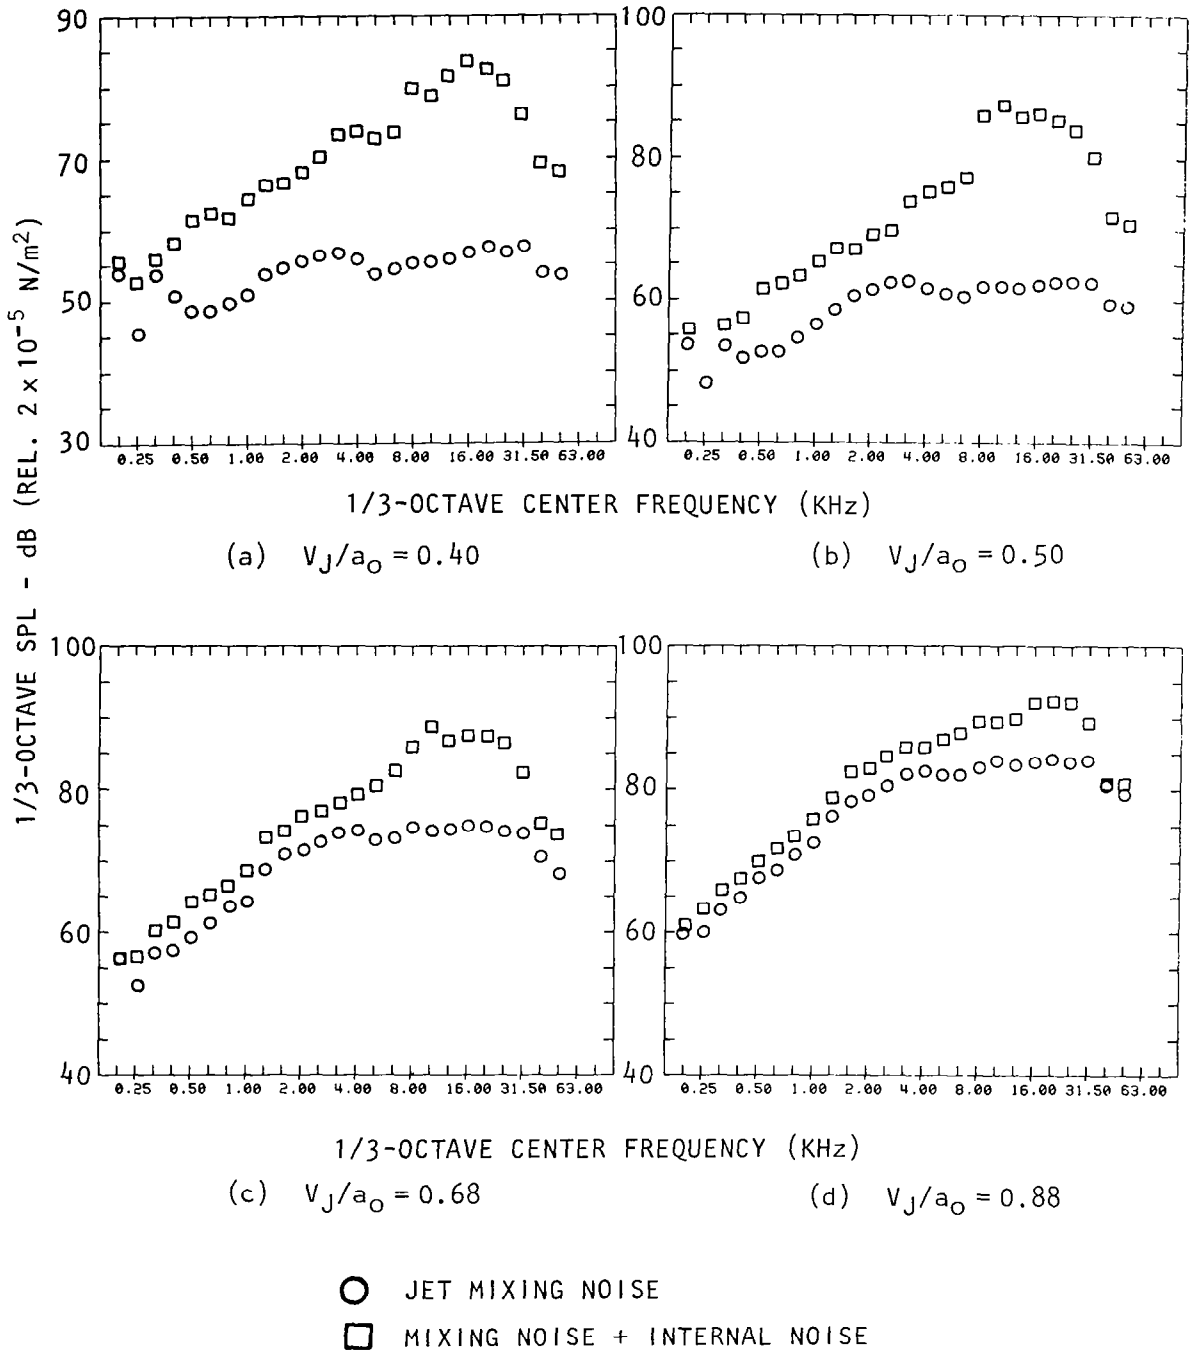 1/3-OCTAVE SPL - dB (REL. 2 x 10⁻⁵ N/m²)
90
70
50
30
0.25 0.50 1.00 2.00 4.00 8.00 16.00 31.50 63.00
100
80
60
40
0.25 0.50 1.00 2.00 4.00 8.00 16.00 31.50 63.00
1/3-OCTAVE CENTER FREQUENCY (KHz)
(a) V_J/a_O = 0.40
(b) V_J/a_O = 0.50
100
80
60
40
0.25 0.50 1.00 2.00 4.00 8.00 16.00 31.50 63.00
100
80
60
40
0.25 0.50 1.00 2.00 4.00 8.00 16.00 31.50 63.00
1/3-OCTAVE CENTER FREQUENCY (KHz)
(c) V_J/a_O = 0.68
(d) V_J/a_O = 0.88
JET MIXING NOISE
MIXING NOISE + INTERNAL NOISE